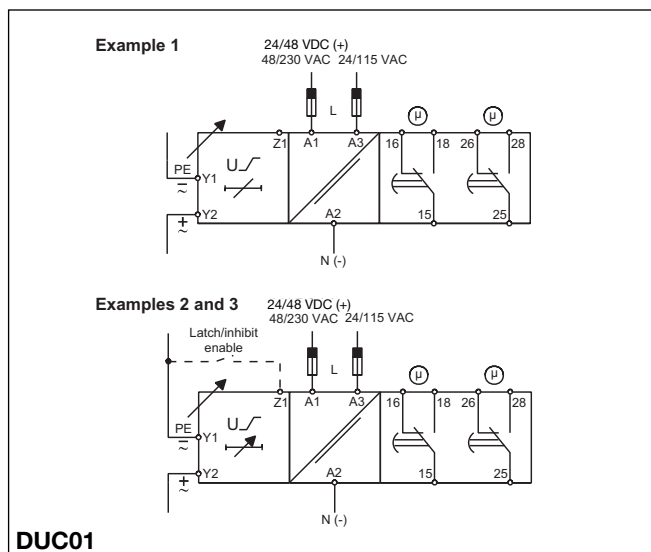 Example 1
24/48 VDC (+)
48/230 VAC 24/115 VAC
L
µ µ
Z1 A1 A3 16 18 26 28
PE
Y1
U
Y2
A2
15 25
N (-)
Examples 2 and 3
24/48 VDC (+)
48/230 VAC 24/115 VAC
Latch/inhibit
enable
L
µ µ
Z1 A1 A3 16 18 26 28
PE
Y1
U
Y2
A2
15 25
N (-)
DUC01